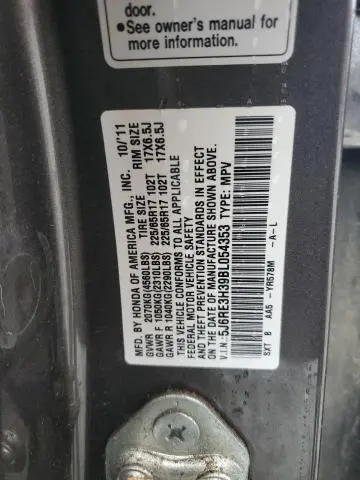 door.
•See owner's manual for
more information.
MFD. BY HONDA OF AMERICA MFG., INC. 10/'11
TIRE SIZE RIM SIZE
GVWR 2070KG(4560LBS)
GAWR F 1050KG(2310LBS) 225/65R17 102T 17X6.5J
GAWR R 1040KG(2290LBS) 225/65R17 102T 17X6.5J
THIS VEHICLE CONFORMS TO ALL APPLICABLE
FEDERAL MOTOR VEHICLE SAFETY AND
THEFT PREVENTION STANDARDS IN EFFECT
ON THE DATE OF MANUFACTURE SHOWN ABOVE.
V.I.N.:5J6RE3H39BL054353 TYPE: MPV
SXT B AA5 -YR578M -A-L